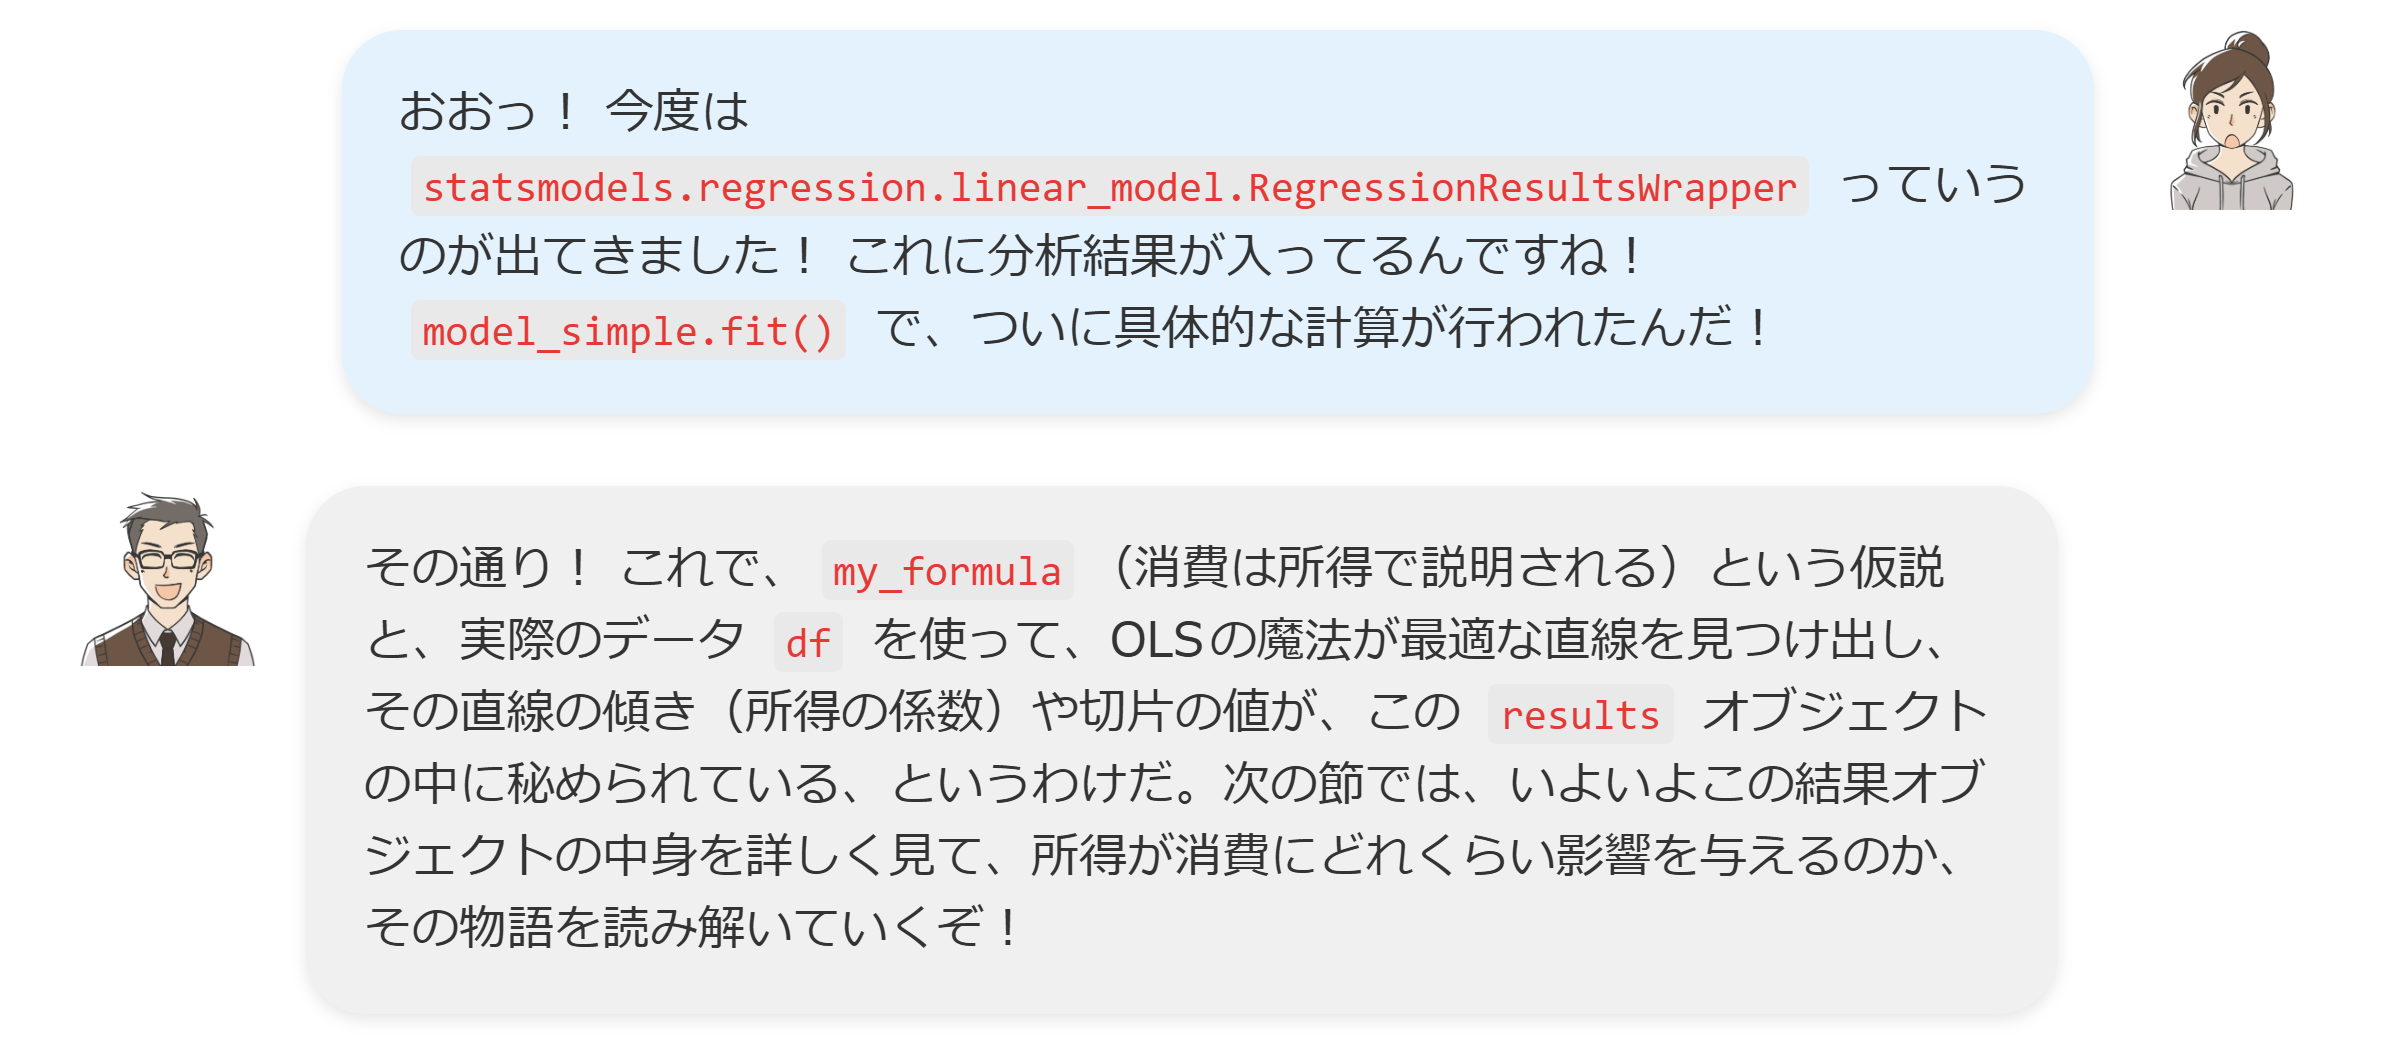 おおっ！ 今度は
statsmodels.regression.linear_model.RegressionResultsWrapper っていう
のが出てきました！ これに分析結果が入ってるんですね！
model_simple.fit() で、ついに具体的な計算が行われたんだ！
その通り！ これで、 my_formula （消費は所得で説明される）という仮説
と、実際のデータ df を使って、OLSの魔法が最適な直線を見つけ出し、
その直線の傾き（所得の係数）や切片の値が、この results オブジェクト
の中に秘められている、というわけだ。次の節では、いよいよこの結果オブ
ジェクトの中身を詳しく見て、所得が消費にどれくらい影響を与えるのか、
その物語を読み解いていくぞ！